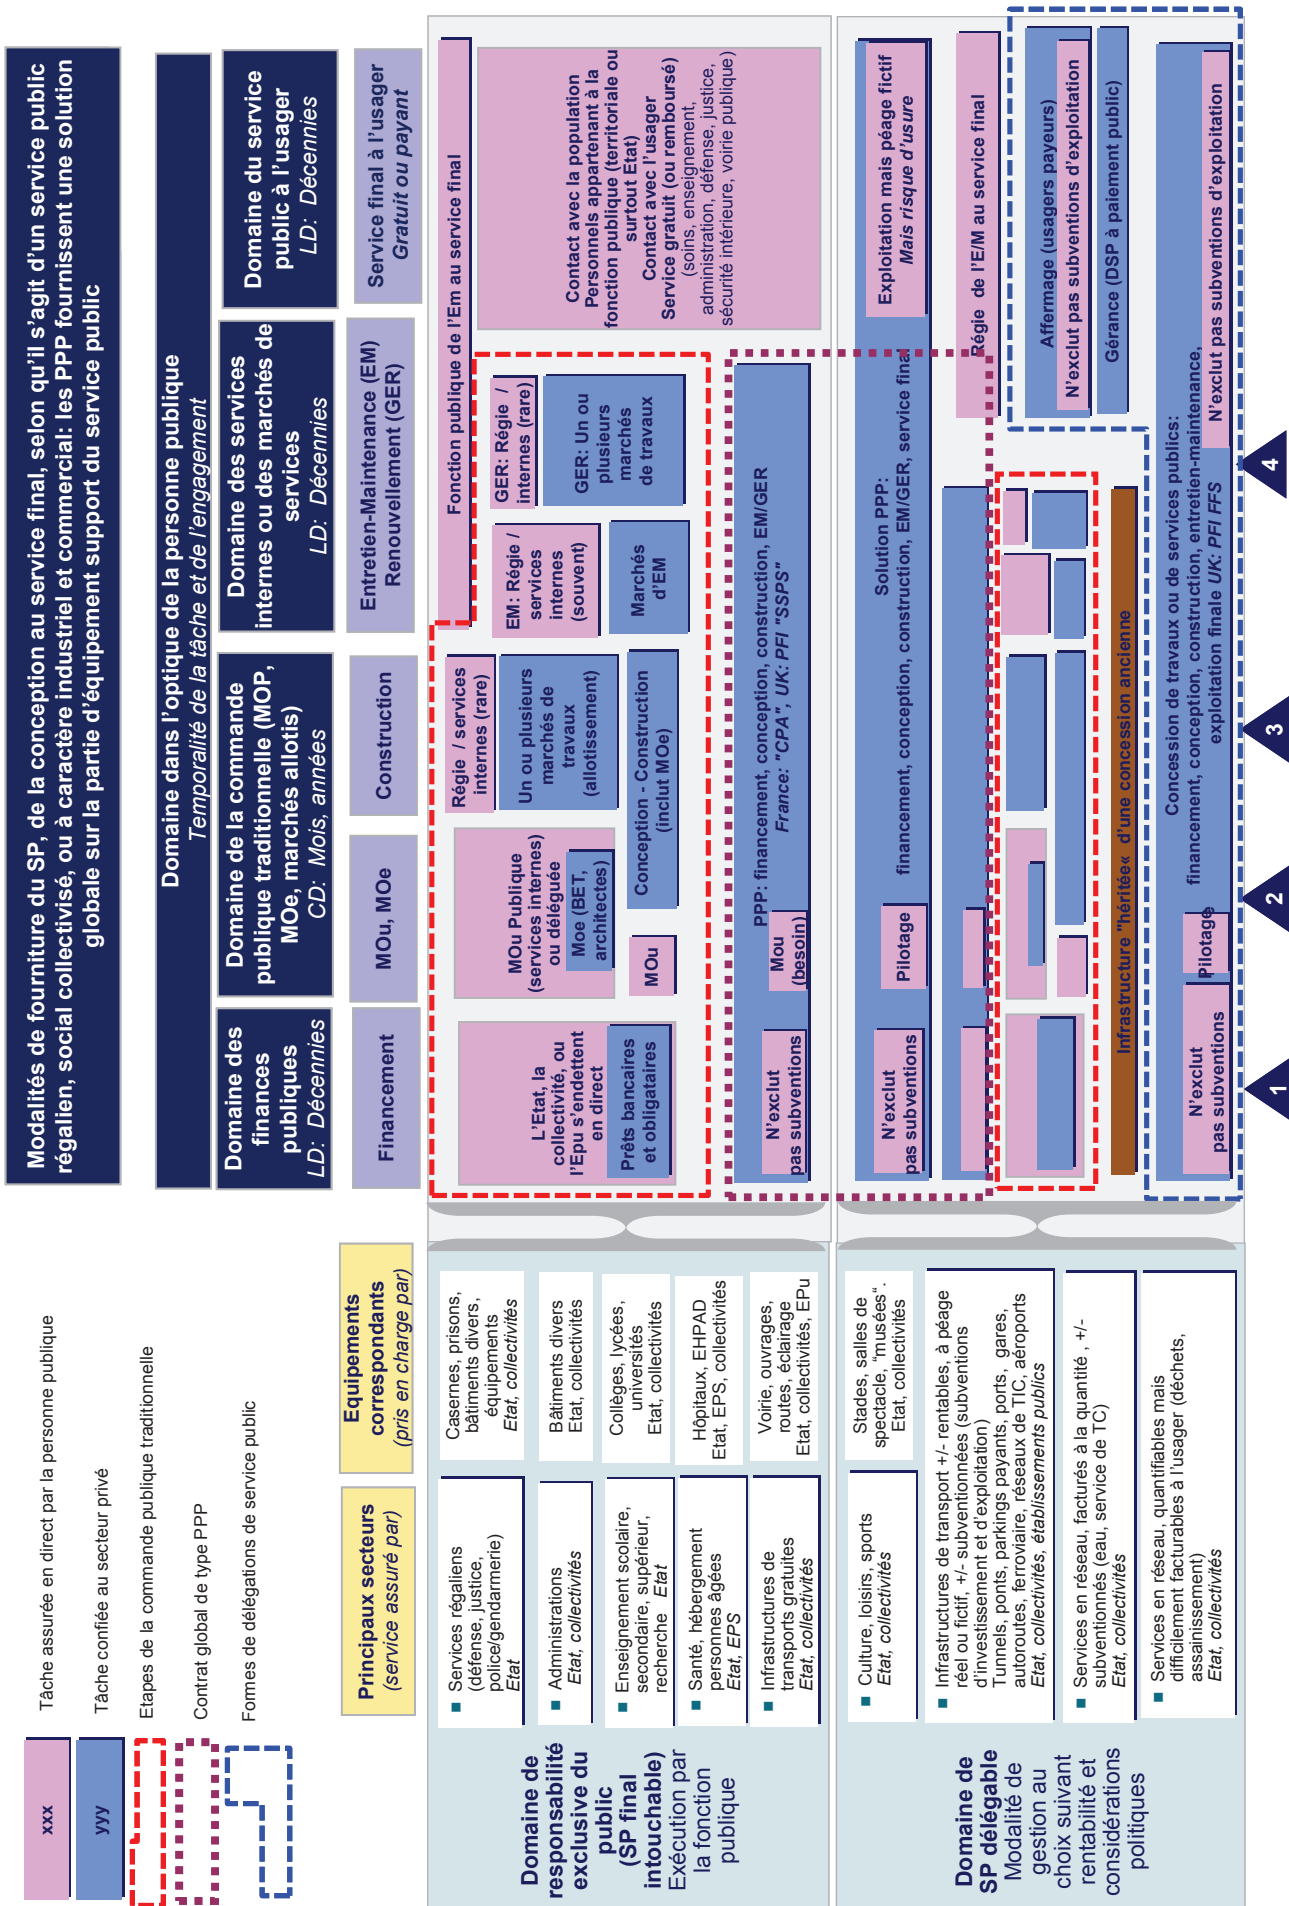 Modalités de fourniture du SP, de la conception au service final, selon qu'il s'agit d'un service public
régalien, social collectivisé, ou à caractère industriel et commercial: les PPP fournissent une solution
globale sur la partie d'équipement support du service public
xxx
Tâche assurée en direct par la personne publique
yyy
Tâche confiée au secteur privé
Etapes de la commande publique traditionnelle
Contrat global de type PPP
Formes de délégations de service public
Domaine dans l'optique de la personne publique
Temporalité de la tâche et de l'engagement
Domaine des
finances
publiques
LD: Décennies
Domaine de la commande
publique traditionnelle (MOP,
MOe, marchés allotis)
CD: Mois, années
Domaine des services
internes ou des marchés de
services
LD: Décennies
Domaine du service
public à l'usager
LD: Décennies
Principaux secteurs
(service assuré par)
Equipements
correspondants
(pris en charge par)
Financement
MOu, MOe
Construction
Entretien-Maintenance (EM)
Renouvellement (GER)
Service final à l'usager
Gratuit ou payant
Domaine de
responsabilité
exclusive du
public
(SP final
intouchable)
Exécution par
la fonction
publique
■ Services régaliens
(défense, justice,
police/gendarmerie)
Etat
■ Administrations
Etat, collectivités
■ Enseignement scolaire,
secondaire, supérieur,
recherche Etat
■ Santé, hébergement
personnes âgées
Etat, EPS
■ Infrastructures de
transports gratuites
Etat, collectivités
Casernes, prisons,
bâtiments divers,
équipements
Etat, collectivités
Bâtiments divers
Etat, collectivités
Collèges, lycées,
universités
Etat, collectivités
Hôpitaux, EHPAD
Etat, EPS, collectivités
Voirie, ouvrages,
routes, éclairage
Etat, collectivités, EPu
L'Etat, la
collectivité, ou
l'Epu s'endettent
en direct
Prêts bancaires
et obligataires
MOu Publique
(services internes)
ou déléguée
Moe (BET,
architectes)
MOu
Régie / services
internes (rare)
Un ou plusieurs
marchés de
travaux
(allotissement)
Conception - Construction
(inclut MOe)
EM: Régie /
services
internes
(souvent)
Marchés
d'EM
GER: Régie /
internes (rare)
GER: Un ou
plusieurs
marchés
de travaux
Fonction publique de l'Em au service final
Contact avec la population
Personnels appartenant à la
fonction publique (territoriale ou
surtout Etat)
Contact avec l'usager
Service gratuit (ou remboursé)
(soins, enseignement,
administration, défense, justice,
sécurité intérieure, voirie publique)
PPP: financement, conception, construction, EM/GER
France: "CPA", UK: PFI "SSPS"
N'exclut
pas subventions
Mou
(besoin)
Domaine de
SP délégable
Modalité de
gestion au
choix suivant
rentabilité et
considérations
politiques
■ Culture, loisirs, sports
Etat, collectivités
Stades, salles de
spectacle, "musées".
Etat, collectivités
■ Infrastructures de transport +/- rentables, à péage
réel ou fictif, +/- subventionnées (subventions
d'investissement et d'exploitation)
Tunnels, ponts, parkings payants, ports, gares,
autoroutes, ferroviaire, réseaux de TIC, aéroports
Etat, collectivités, établissements publics
■ Services en réseau, facturés à la quantité , +/-
subventionnés (eau, service de TC)
Etat, collectivités
■ Services en réseau, quantifiables mais
difficilement facturables à l'usager (déchets,
assainissement)
Etat, collectivités
Solution PPP:
financement, conception, construction, EM/GER, service final
N'exclut
pas subventions
Pilotage
Exploitation mais péage fictif
Mais risque d'usure
Régie de l'E/M au service final
Affermage (usagers payeurs)
N'exclut pas subventions d'exploitation
Gérance (DSP à paiement public)
Infrastructure "héritée« d'une concession ancienne
Concession de travaux ou de services publics:
financement, conception, construction, entretien-maintenance,
exploitation finale UK: PFI FFS
N'exclut
pas subventions
Pilotage
N'exclut pas subventions d'exploitation
1
2
3
4